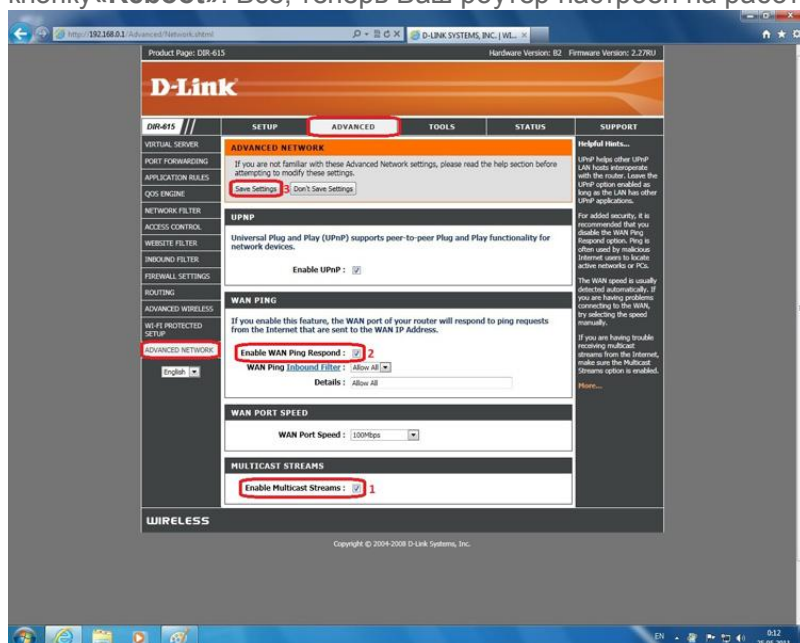 кнопку «Reboot». Все, теперь Ваш роутер настроен на работ
http://192.168.0.1/Advanced/Network.shtml
D-LINK SYSTEMS, INC. | WI...
Product Page: DIR-615
Hardware Version: B2 Firmware Version: 2.27RU
D-Link
DIR-615
SETUP
ADVANCED
TOOLS
STATUS
SUPPORT
VIRTUAL SERVER
PORT FORWARDING
APPLICATION RULES
QOS ENGINE
NETWORK FILTER
ACCESS CONTROL
WEBSITE FILTER
INBOUND FILTER
FIREWALL SETTINGS
ROUTING
ADVANCED WIRELESS
WI-FI PROTECTED
SETUP
ADVANCED NETWORK
English
ADVANCED NETWORK
If you are not familiar with these Advanced Network settings, please read the help section before
attempting to modify these settings.
Save Settings 3 Don't Save Settings
UPNP
Universal Plug and Play (UPnP) supports peer-to-peer Plug and Play functionality for
network devices.
Enable UPnP :
WAN PING
If you enable this feature, the WAN port of your router will respond to ping requests
from the Internet that are sent to the WAN IP Address.
Enable WAN Ping Respond : 2
WAN Ping Inbound Filter : Allow All
Details : Allow All
WAN PORT SPEED
WAN Port Speed : 100Mbps
MULTICAST STREAMS
Enable Multicast Streams : 1
Helpful Hints...
UPnP helps other UPnP
LAN hosts interoperate
with the router. Leave the
UPnP option enabled as
long as the LAN has other
UPnP applications.
For added security, it is
recommended that you
disable the WAN Ping
Respond option. Ping is
often used by malicious
Internet users to locate
active networks or PCs.
The WAN speed is usually
detected automatically. If
you are having problems
connecting to the WAN,
try selecting the speed
manually.
If you are having trouble
receiving multicast
streams from the Internet,
make sure the Multicast
Streams option is enabled.
More...
WIRELESS
Copyright © 2004-2008 D-Link Systems, Inc.
EN
0:12